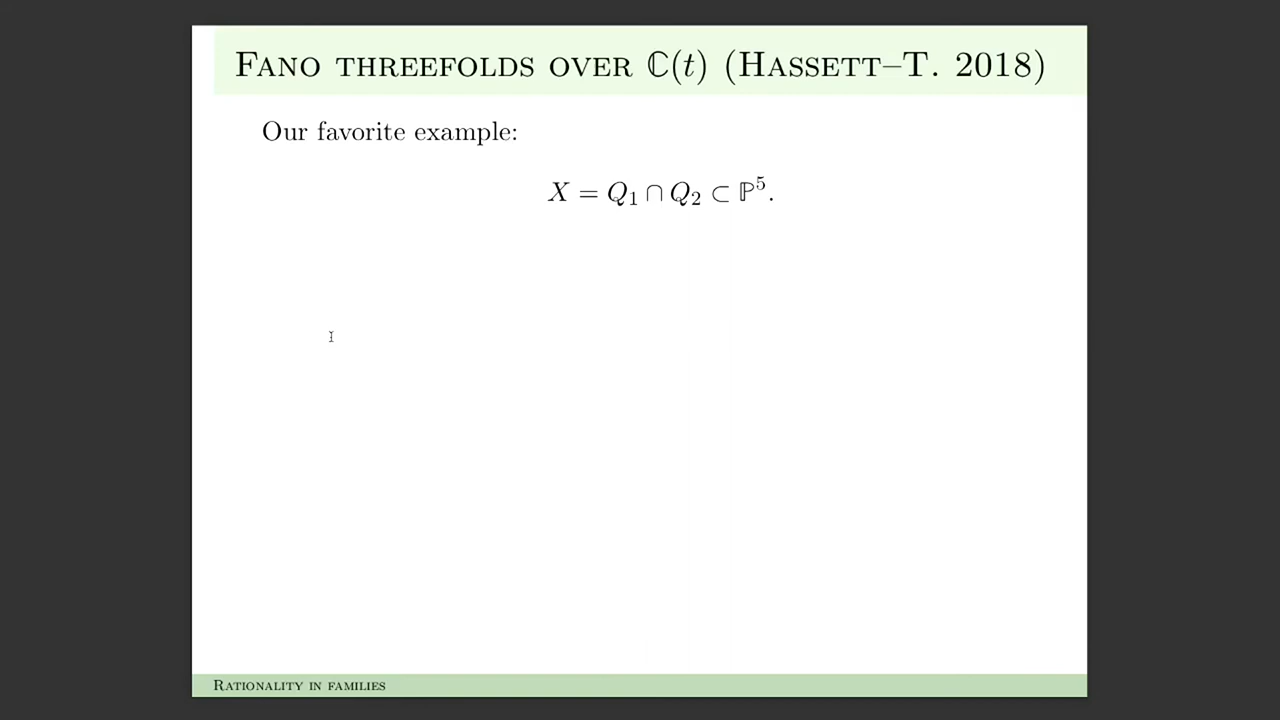 FANO THREEFOLDS OVER ℂ(t) (HASSETT–T. 2018)
Our favorite example:
X = Q₁ ∩ Q₂ ⊂ ℙ⁵.
RATIONALITY IN FAMILIES